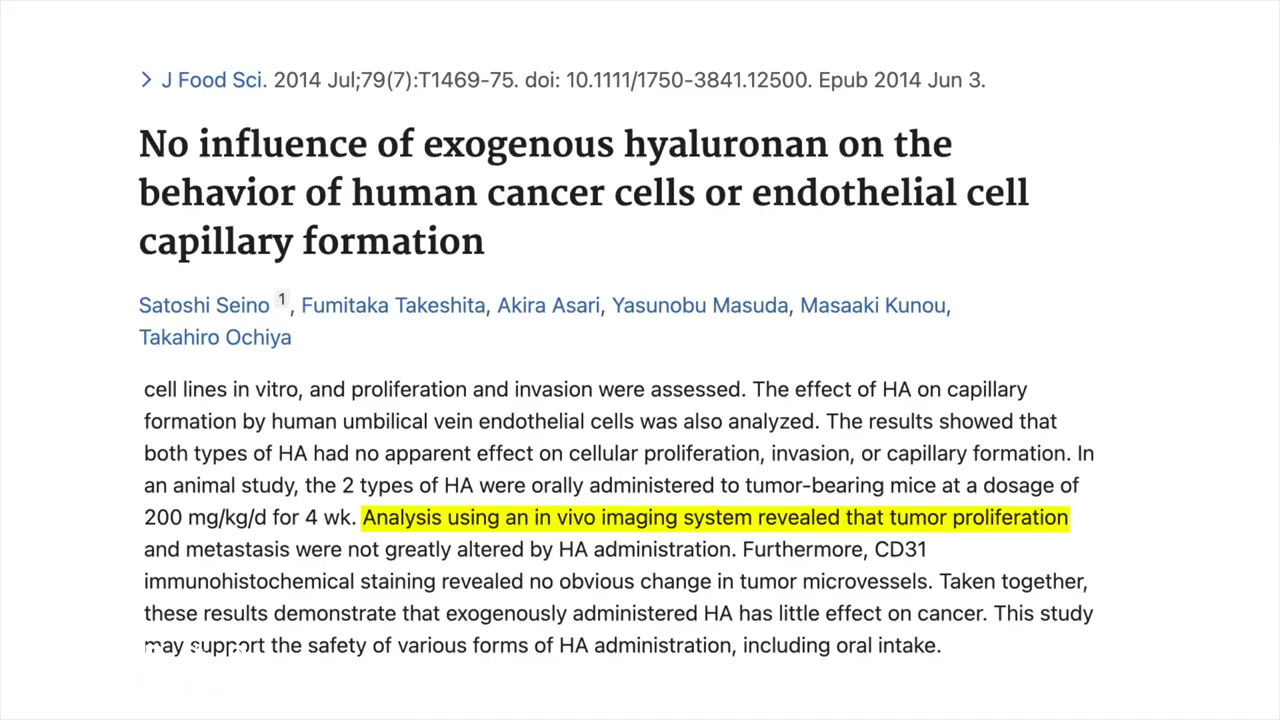 > J Food Sci. 2014 Jul;79(7):T1469-75. doi: 10.1111/1750-3841.12500. Epub 2014 Jun 3.
No influence of exogenous hyaluronan on the
behavior of human cancer cells or endothelial cell
capillary formation
Satoshi Seino 1, Fumitaka Takeshita, Akira Asari, Yasunobu Masuda, Masaaki Kunou,
Takahiro Ochiya
cell lines in vitro, and proliferation and invasion were assessed. The effect of HA on capillary
formation by human umbilical vein endothelial cells was also analyzed. The results showed that
both types of HA had no apparent effect on cellular proliferation, invasion, or capillary formation. In
an animal study, the 2 types of HA were orally administered to tumor-bearing mice at a dosage of
200 mg/kg/d for 4 wk. Analysis using an in vivo imaging system revealed that tumor proliferation
and metastasis were not greatly altered by HA administration. Furthermore, CD31
immunohistochemical staining revealed no obvious change in tumor microvessels. Taken together,
these results demonstrate that exogenously administered HA has little effect on cancer. This study
may support the safety of various forms of HA administration, including oral intake.